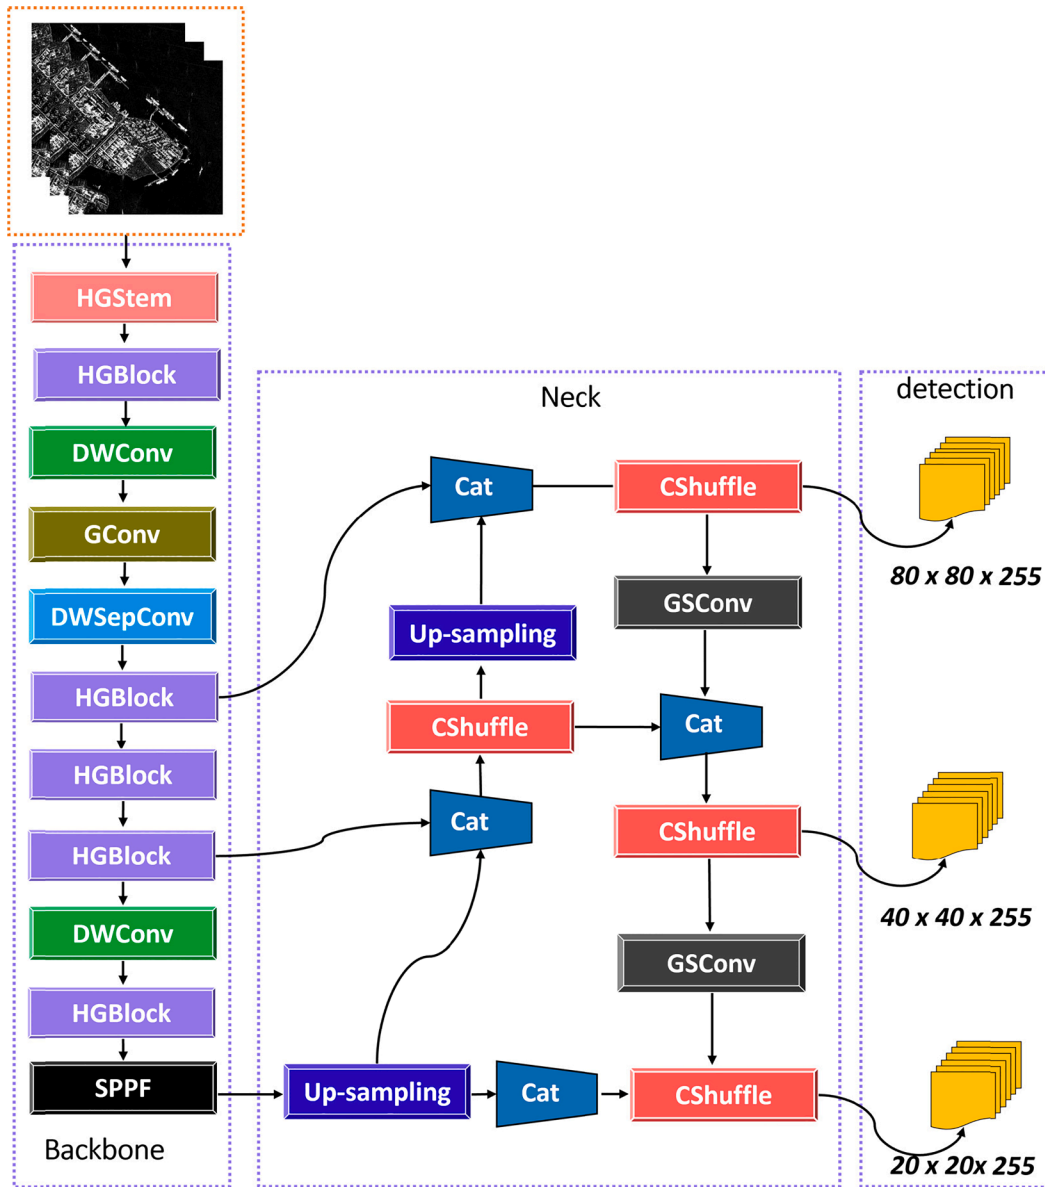 HGStem
HGBlock
DWConv
GConv
DWSepConv
HGBlock
HGBlock
HGBlock
DWConv
HGBlock
SPPF
Backbone
Neck
Cat
CShuffle
Up-sampling
GSConv
CShuffle
Cat
Cat
CShuffle
GSConv
Up-sampling
Cat
CShuffle
detection
80 x 80 x 255
40 x 40 x 255
20 x 20x 255